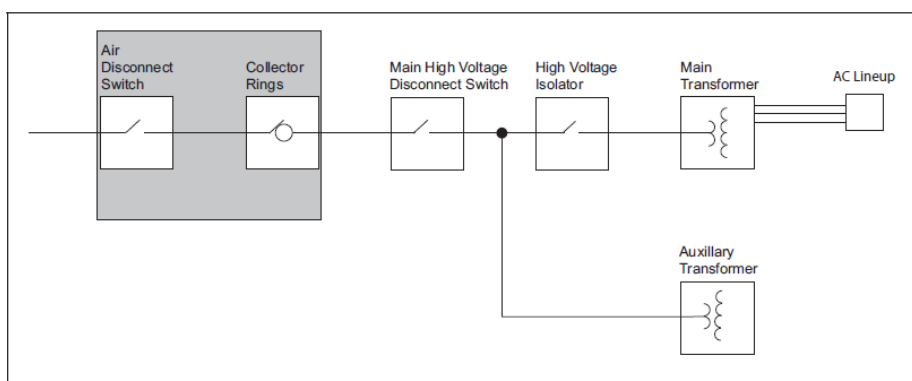 Air
Disconnect
Switch
Collector
Rings
Main High Voltage
Disconnect Switch
High Voltage
Isolator
Main
Transformer
AC Lineup
Auxillary
Transformer